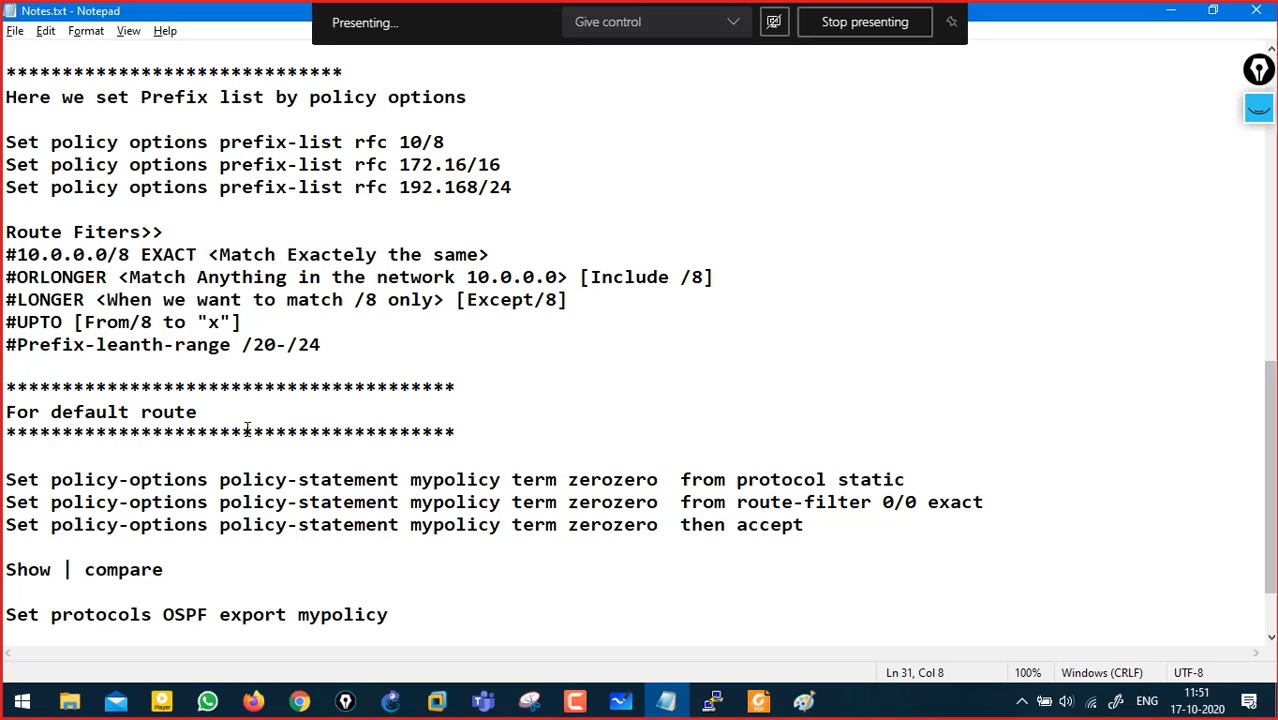 Notes.txt - Notepad
Presenting...
Give control
Stop presenting
File Edit Format View Help
******************************
Here we set Prefix list by policy options
Set policy options prefix-list rfc 10/8
Set policy options prefix-list rfc 172.16/16
Set policy options prefix-list rfc 192.168/24
Route Fiters>>
#10.0.0.0/8 EXACT <Match Exactely the same>
#ORLONGER <Match Anything in the network 10.0.0.0> [Include /8]
#LONGER <When we want to match /8 only> [Except/8]
#UPTO [From/8 to "x"]
#Prefix-leanth-range /20-/24
****************************************
For default route
****************************************
Set policy-options policy-statement mypolicy term zerozero  from protocol static
Set policy-options policy-statement mypolicy term zerozero  from route-filter 0/0 exact
Set policy-options policy-statement mypolicy term zerozero  then accept
Show | compare
Set protocols OSPF export mypolicy
Ln 31, Col 8
100%
Windows (CRLF)
UTF-8
Player
PDF
ENG
11:51
17-10-2020